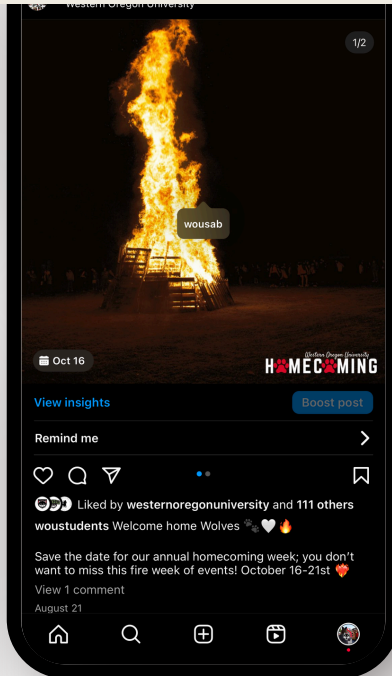 Western Oregon University
1/2
wousab
Oct 16
Western Oregon University
HOMECOMING
View insights
Boost post
Remind me
Liked by westernoregonuniversity and 111 others
woustudents Welcome home Wolves 🐾🤍🔥
Save the date for our annual homecoming week; you don't
want to miss this fire week of events! October 16-21st ❤️‍🔥
View 1 comment
August 21